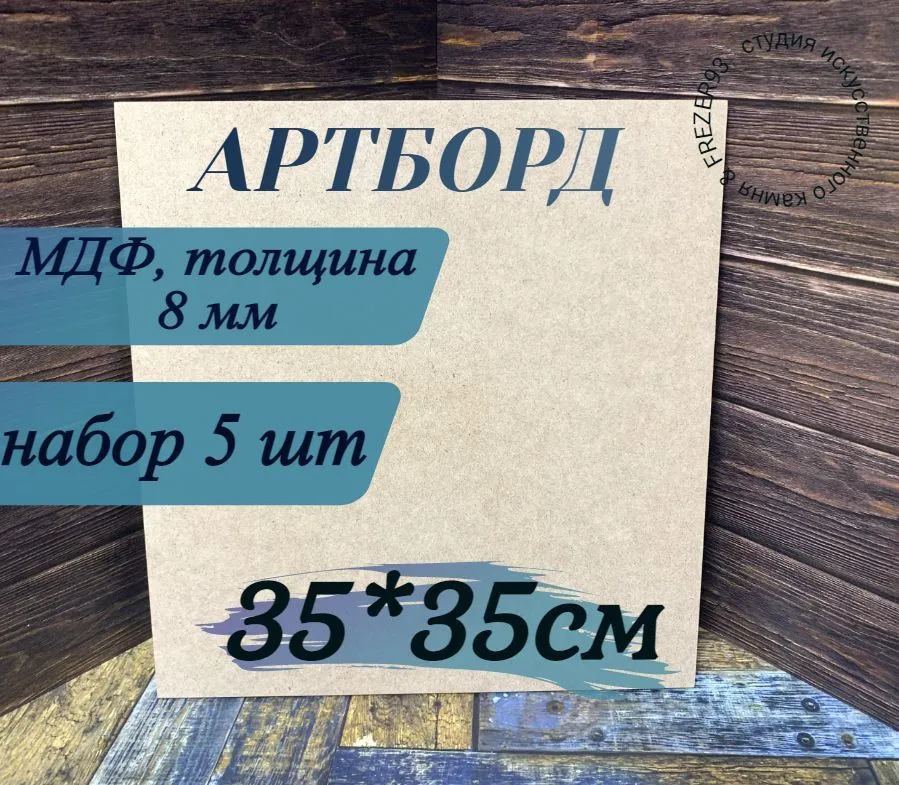 АРТБОРД
студия искусственного камня & FREZER93
МДФ, толщина
8 мм
набор 5 шт
35*35см